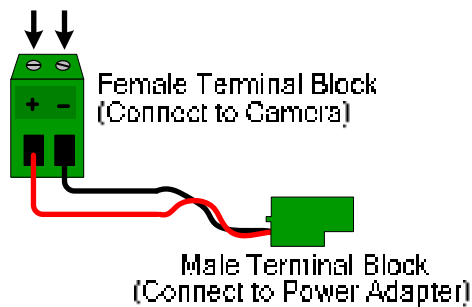 + −
Female Terminal Block
(Connect to Camera)
Male Terminal Block
(Connect to Power Adapter)